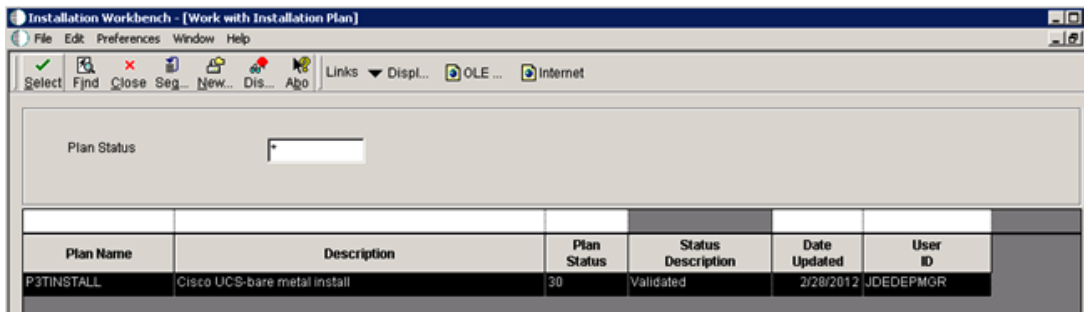 Installation Workbench - [Work with Installation Plan]
File Edit Preferences Window Help
Select Find Close Seq... New... Dis... Abo Links Displ... OLE ... Internet
Plan Status *
Plan Name Description Plan Status Status Description Date Updated User ID
P3TINSTALL Cisco UCS-bare metal install 30 Validated 2/28/2012 JDEDEPMGR